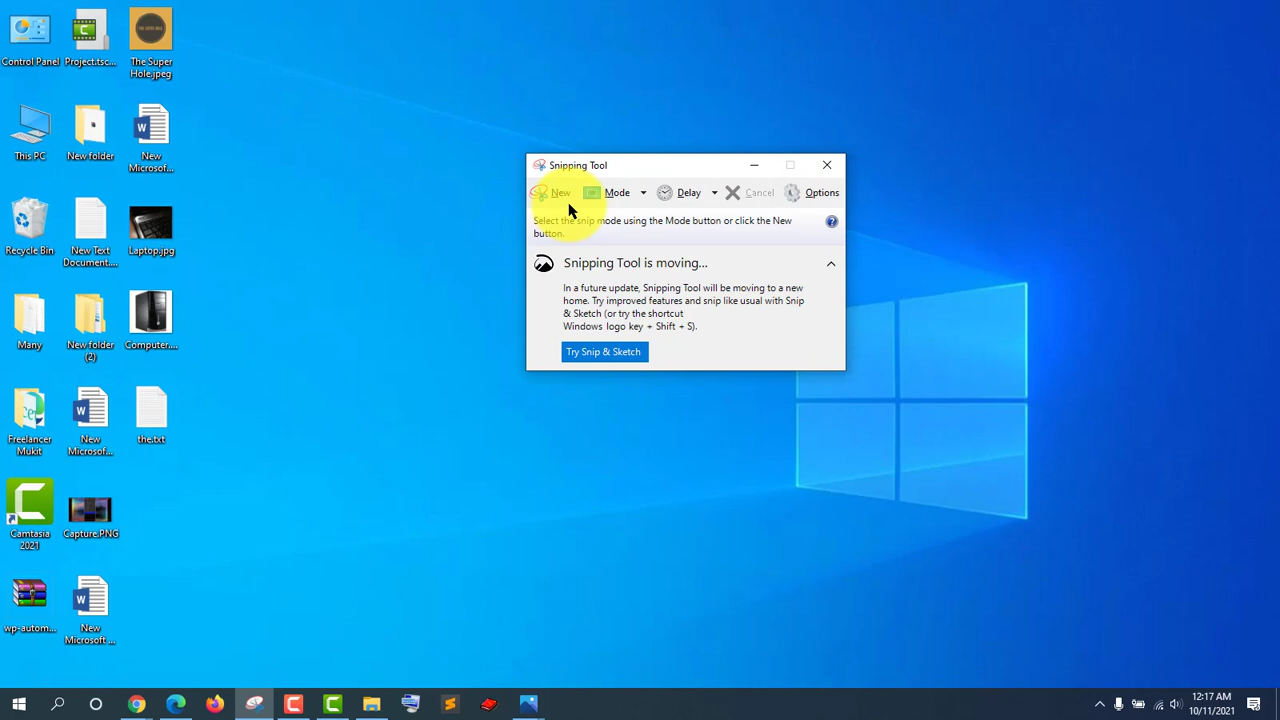 Control Panel
Project.tsc...
The Super
Hole.jpeg
This PC
New folder
New
Microsof...
Recycle Bin
New Text
Document....
Laptop.jpg
Many
New folder
(2)
Computer....
Freelancer
Mukit
New
Microsof...
the.txt
Camtasia
2021
Capture.PNG
wp-autom...
New
Microsoft ...
Snipping Tool
New
Mode
Delay
Cancel
Options
Select the snip mode using the Mode button or click the New
button.
Snipping Tool is moving...
In a future update, Snipping Tool will be moving to a new
home. Try improved features and snip like usual with Snip
& Sketch (or try the shortcut
Windows logo key + Shift + S).
Try Snip & Sketch
12:17 AM
10/11/2021